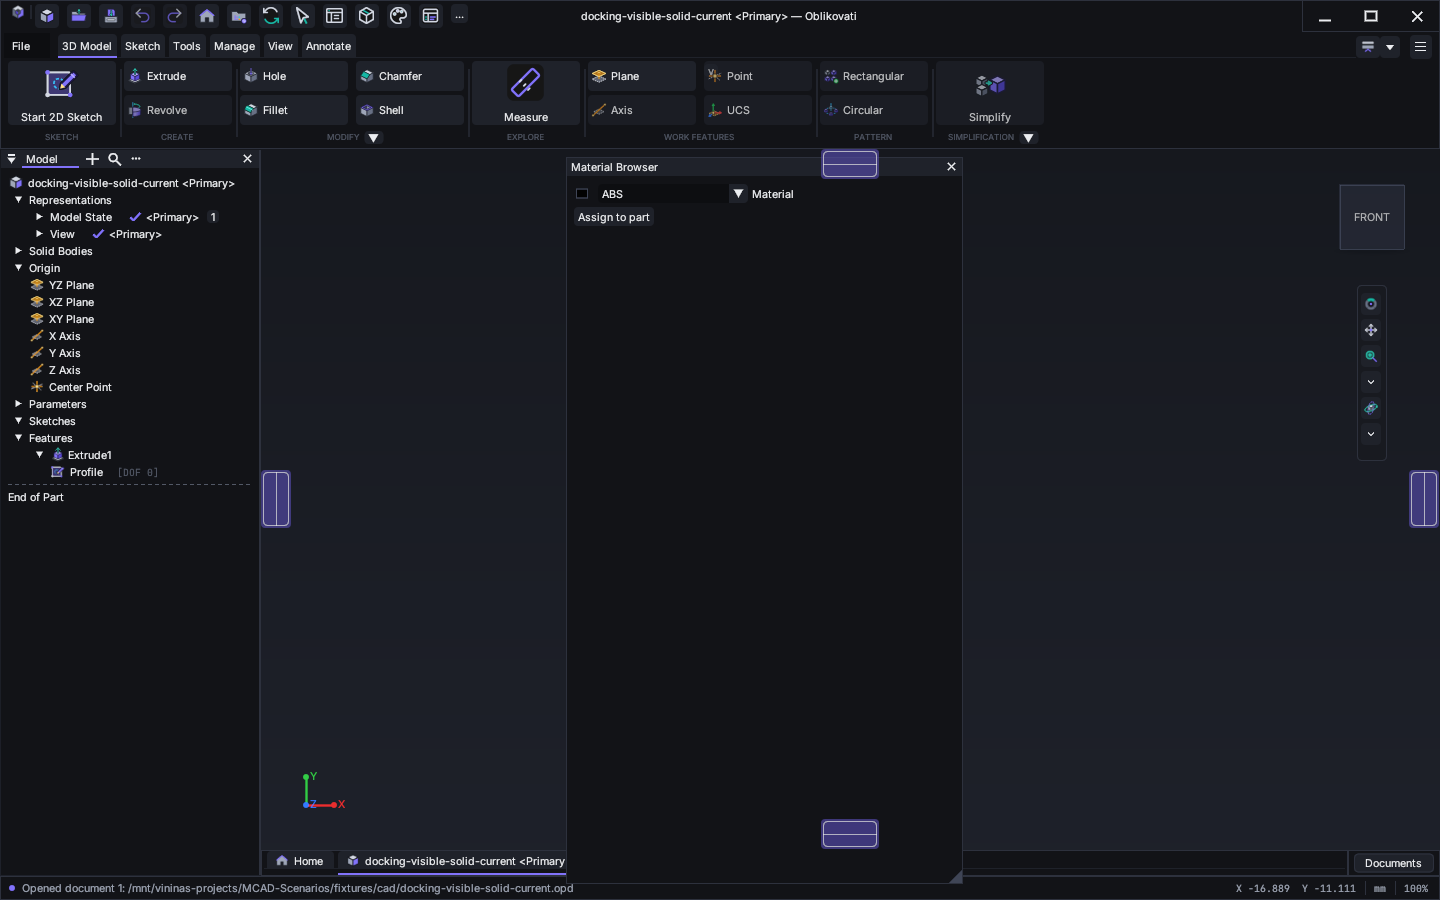 docking-visible-solid-current <Primary> — Oblikovati
File
3D Model
Sketch
Tools
Manage
View
Annotate
Start 2D Sketch
Extrude
Revolve
Hole
Fillet
Chamfer
Shell
Measure
Plane
Axis
Point
UCS
Rectangular
Circular
Simplify
SKETCH
CREATE
MODIFY
EXPLORE
WORK FEATURES
PATTERN
SIMPLIFICATION
Model
docking-visible-solid-current <Primary>
Representations
Model State <Primary> 1
View <Primary>
Solid Bodies
Origin
YZ Plane
XZ Plane
XY Plane
X Axis
Y Axis
Z Axis
Center Point
Parameters
Sketches
Features
Extrude1
Profile [DOF 0]
End of Part
Material Browser
ABS
Material
Assign to part
FRONT
Y
Z
X
Home
docking-visible-solid-current <Primary
Documents
Opened document 1: /mnt/vininas-projects/MCAD-Scenarios/fixtures/cad/docking-visible-solid-current.opd
X -16.889 Y -11.111 mm 100%